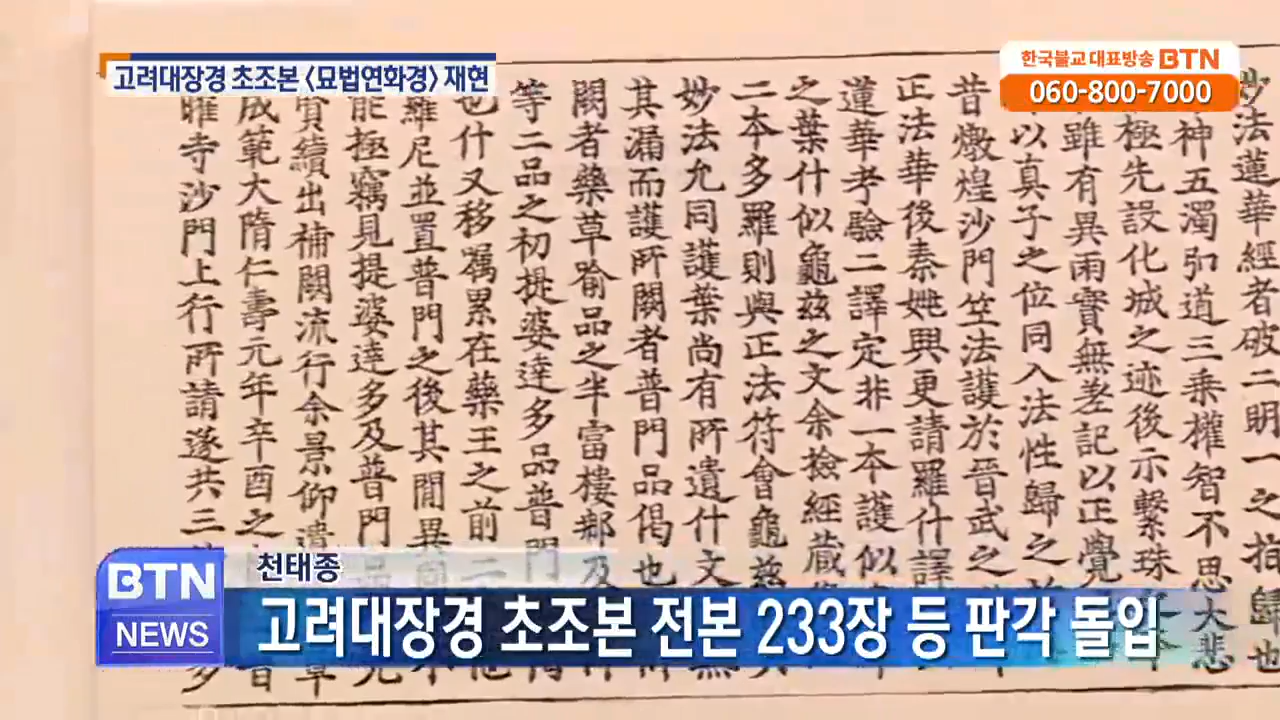 고려대장경 초조본 〈묘법연화경〉 재현
한국불교 대표방송 BTN
060-800-7000
妙法蓮華經者破二明一之指歸也
神五濁弘道三乗權智不思大悲
極先設化城之迹後示繫珠
雖有異雨實無差記以正覺
以真子之位同入法性歸之
昔燉煌沙門竺法護於晉武之
正法華後秦姚興更請羅什譯
蓮華考驗二譯定非一本護似
之葉什似龜兹之文余撿經藏
二本多羅則與正法符會龜兹
妙法允同護葉尚有所遺什文
其漏而護所闕者普門品偈也
闕者藥草喻品之半富樓那及
等二品之初提婆達多品普門
也什又移囑累在藥王之前二
羅尼並置普門之後其間異同
能極竊見提婆達多及普門品
賢續出補闕流行余景仰遺
成範大隋仁壽元年辛酉之
曜寺沙門上行所請遂共三
BTN
NEWS
천태종
고려대장경 초조본 전본 233장 등 판각 돌입